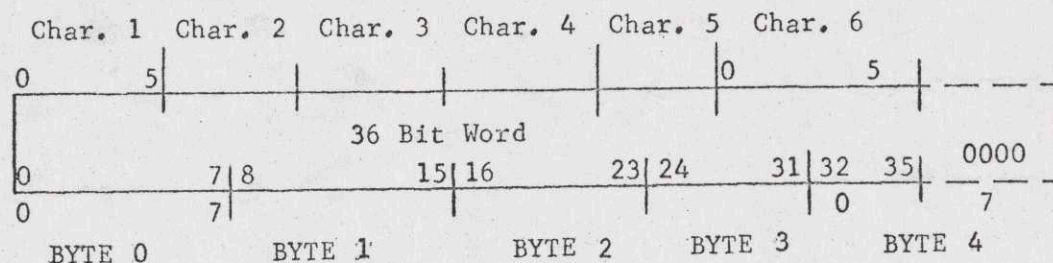 Char. 1 Char. 2 Char. 3 Char. 4 Char. 5 Char. 6
0 5 0 5
36 Bit Word
0 7 8 15 16 23 24 31 32 35 0000
0 7 0 7
BYTE 0 BYTE 1 BYTE 2 BYTE 3 BYTE 4